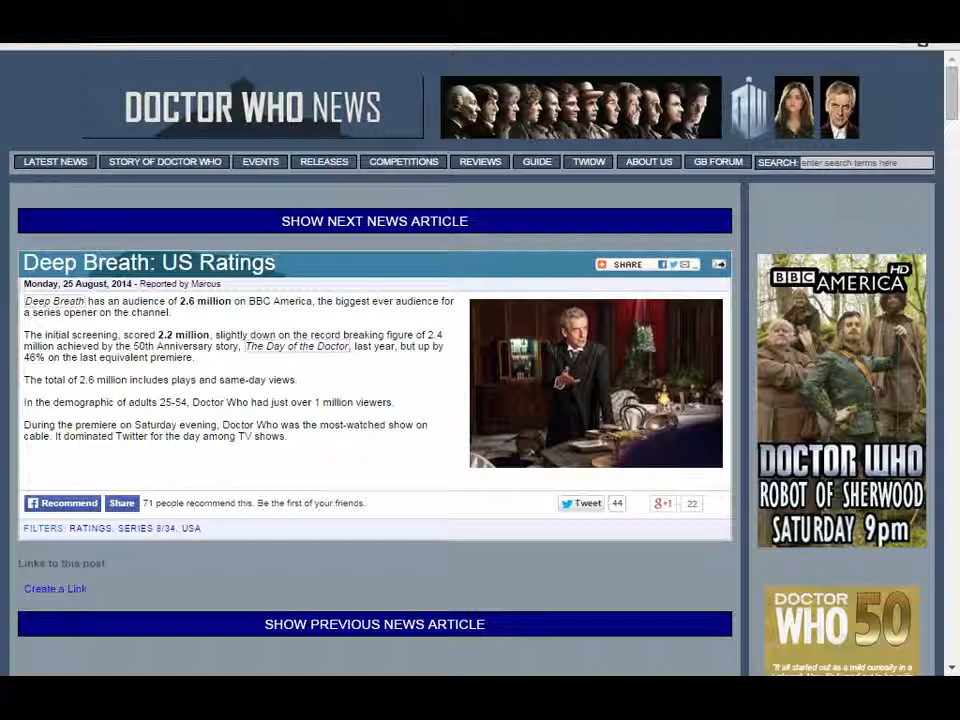 DOCTOR WHO NEWS
LATEST NEWS
STORY OF DOCTOR WHO
EVENTS
RELEASES
COMPETITIONS
REVIEWS
GUIDE
TWIDW
ABOUT US
GB FORUM
SEARCH: enter search terms here
SHOW NEXT NEWS ARTICLE
Deep Breath: US Ratings
SHARE
Monday, 25 August, 2014 - Reported by Marcus
Deep Breath has an audience of 2.6 million on BBC America, the biggest ever audience for
a series opener on the channel.
The initial screening, scored 2.2 million, slightly down on the record breaking figure of 2.4
million achieved by the 50th Anniversary story, The Day of the Doctor, last year, but up by
46% on the last equivalent premiere.
The total of 2.6 million includes plays and same-day views.
In the demographic of adults 25-54, Doctor Who had just over 1 million viewers.
During the premiere on Saturday evening, Doctor Who was the most-watched show on
cable. It dominated Twitter for the day among TV shows.
Recommend
Share
71 people recommend this. Be the first of your friends.
Tweet
44
g+1
22
FILTERS: RATINGS, SERIES 8/34, USA
Links to this post
Create a Link
SHOW PREVIOUS NEWS ARTICLE
BBC AMERICA HD
DOCTOR WHO
ROBOT OF SHERWOOD
SATURDAY 9pm
DOCTOR
WHO 50
"It all started out as a mild curiosity in a